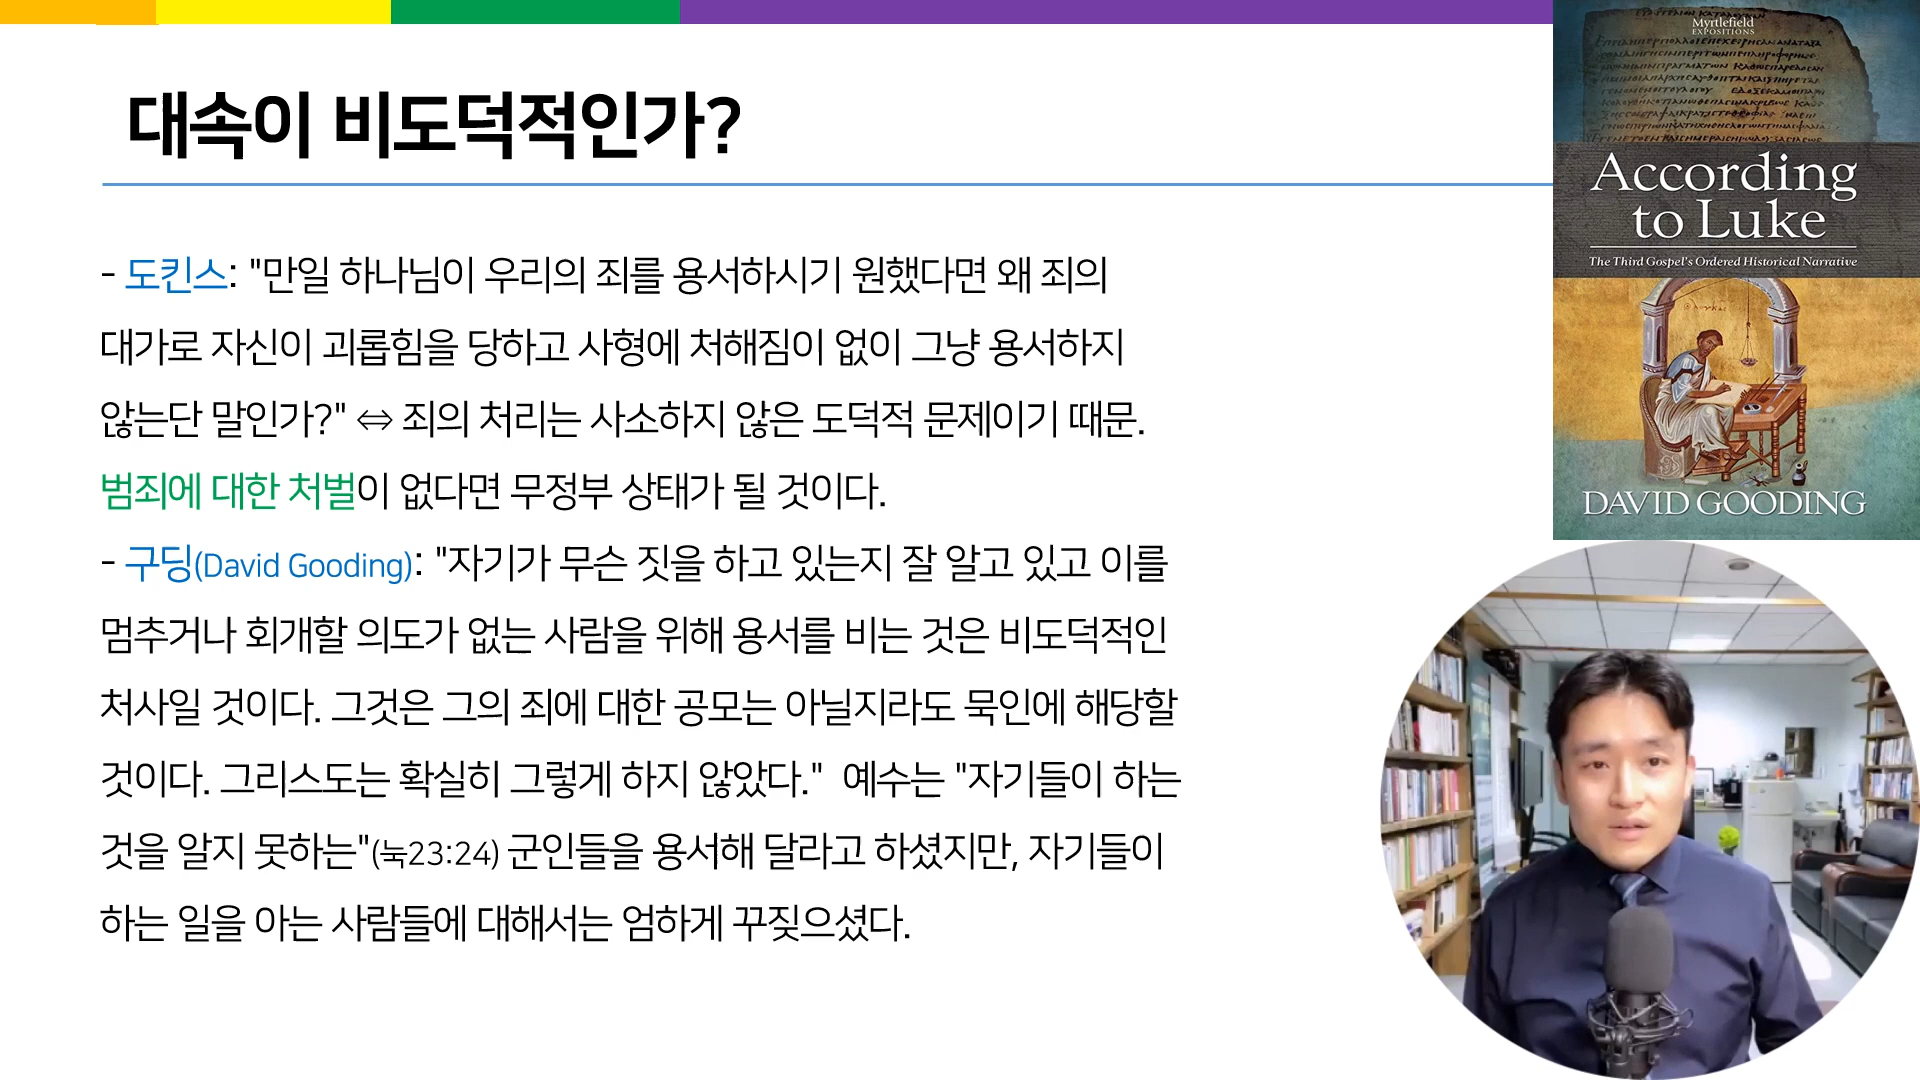 대속이 비도덕적인가?
- 도킨스: "만일 하나님이 우리의 죄를 용서하시기 원했다면 왜 죄의
대가로 자신이 괴롭힘을 당하고 사형에 처해짐이 없이 그냥 용서하지
않는단 말인가?" ⇔ 죄의 처리는 사소하지 않은 도덕적 문제이기 때문.
범죄에 대한 처벌이 없다면 무정부 상태가 될 것이다.
- 구딩(David Gooding): "자기가 무슨 짓을 하고 있는지 잘 알고 있고 이를
멈추거나 회개할 의도가 없는 사람을 위해 용서를 비는 것은 비도덕적인
처사일 것이다. 그것은 그의 죄에 대한 공모는 아닐지라도 묵인에 해당할
것이다. 그리스도는 확실히 그렇게 하지 않았다."  예수는 "자기들이 하는
것을 알지 못하는"(눅23:24) 군인들을 용서해 달라고 하셨지만, 자기들이
하는 일을 아는 사람들에 대해서는 엄하게 꾸짖으셨다.
Myrtlefield
EXPOSITIONS
According
to Luke
The Third Gospel's Ordered Historical Narrative
DAVID GOODING